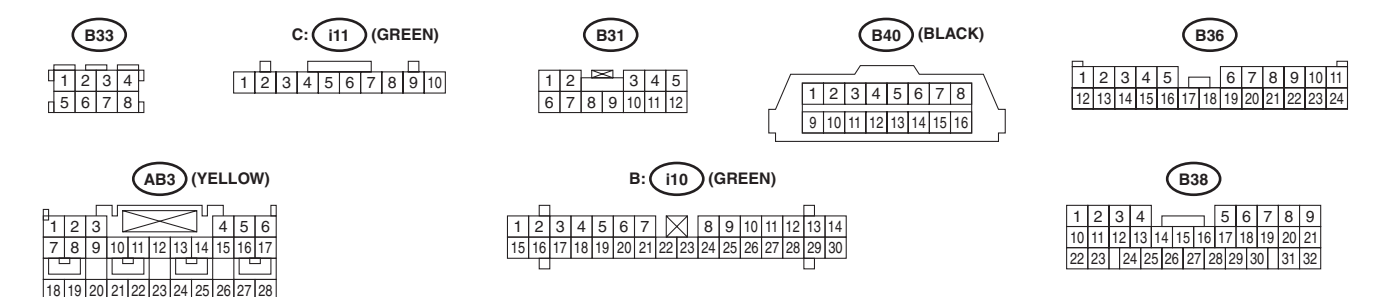 B33
C: i11 (GREEN)
B31
B40 (BLACK)
B36
1 2 3 4
5 6 7 8
1 2 3 4 5 6 7 8 9 10
1 2 3 4 5
6 7 8 9 10 11 12
1 2 3 4 5 6 7 8
9 10 11 12 13 14 15 16
1 2 3 4 5 6 7 8 9 10 11
12 13 14 15 16 17 18 19 20 21 22 23 24
AB3 (YELLOW)
B: i10 (GREEN)
B38
1 2 3 4 5 6
7 8 9 10 11 12 13 14 15 16 17
18 19 20 21 22 23 24 25 26 27 28
1 2 3 4 5 6 7 8 9 10 11 12 13 14
15 16 17 18 19 20 21 22 23 24 25 26 27 28 29 30
1 2 3 4 5 6 7 8 9
10 11 12 13 14 15 16 17 18 19 20 21
22 23 24 25 26 27 28 29 30 31 32